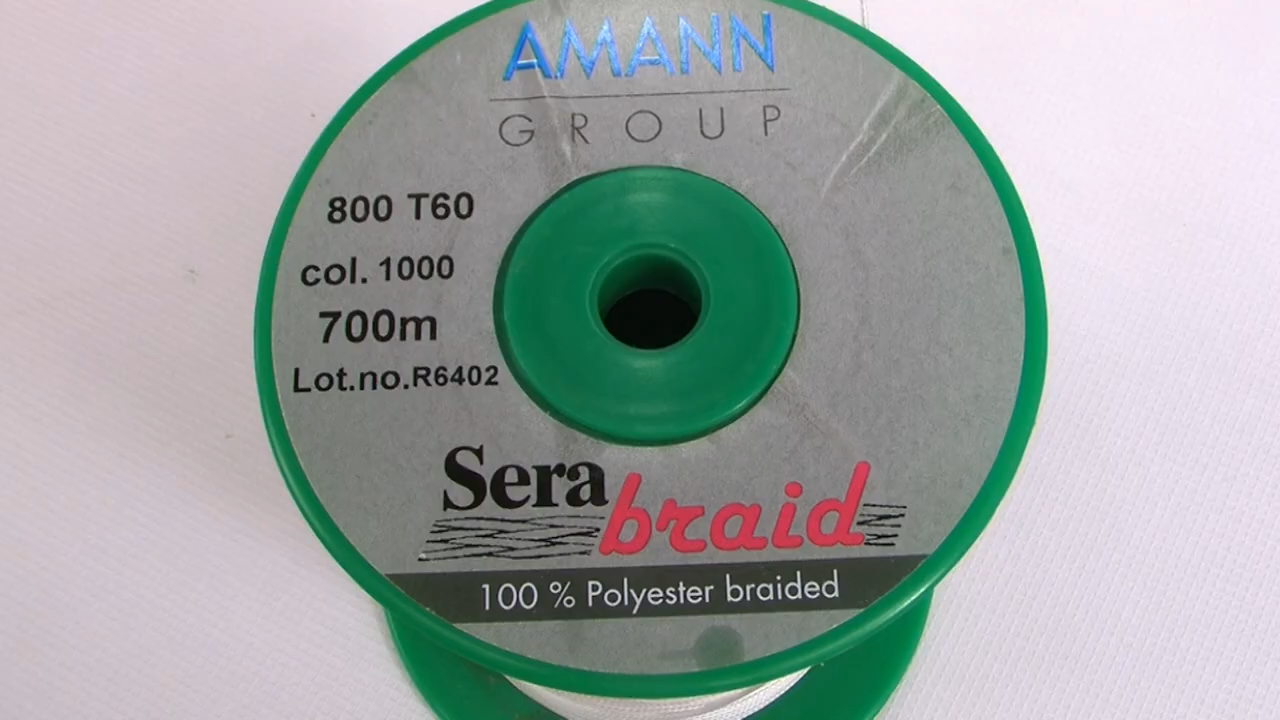 AMANN
GROUP
800 T60
col. 1000
700m
Lot.no.R6402
Sera braid
100 % Polyester braided